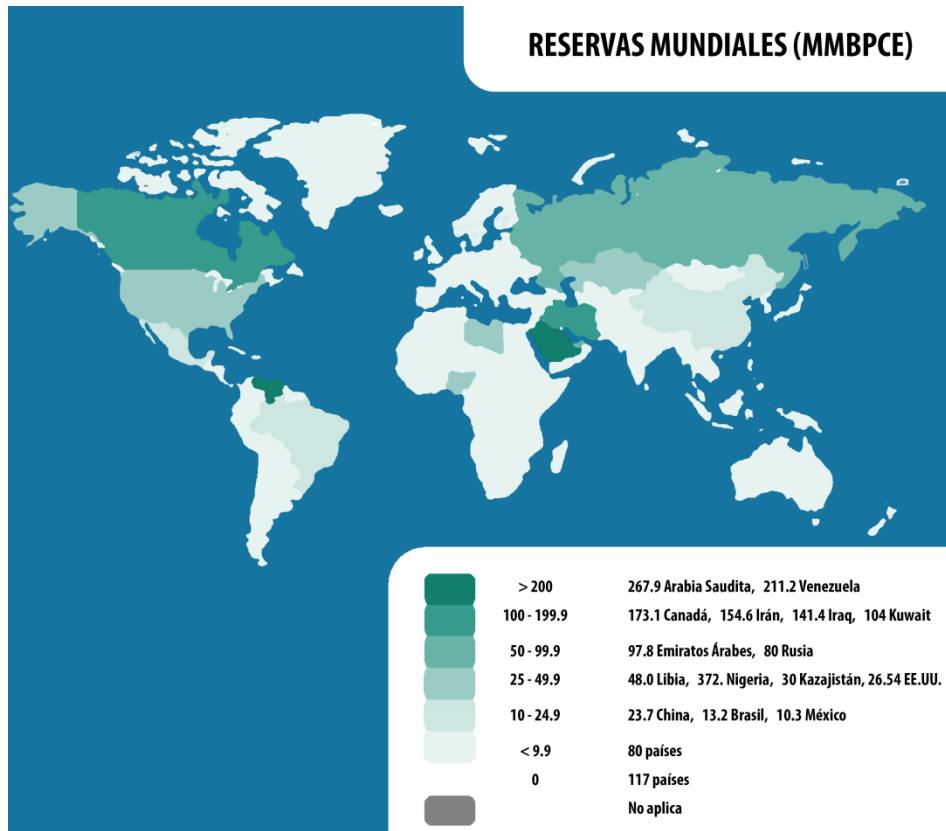 RESERVAS MUNDIALES (MMBPCE)
> 200 267.9 Arabia Saudita, 211.2 Venezuela
100 - 199.9 173.1 Canadá, 154.6 Irán, 141.4 Iraq, 104 Kuwait
50 - 99.9 97.8 Emiratos Árabes, 80 Rusia
25 - 49.9 48.0 Libia, 372. Nigeria, 30 Kazajistán, 26.54 EE.UU.
10 - 24.9 23.7 China, 13.2 Brasil, 10.3 México
< 9.9 80 países
0 117 países
No aplica